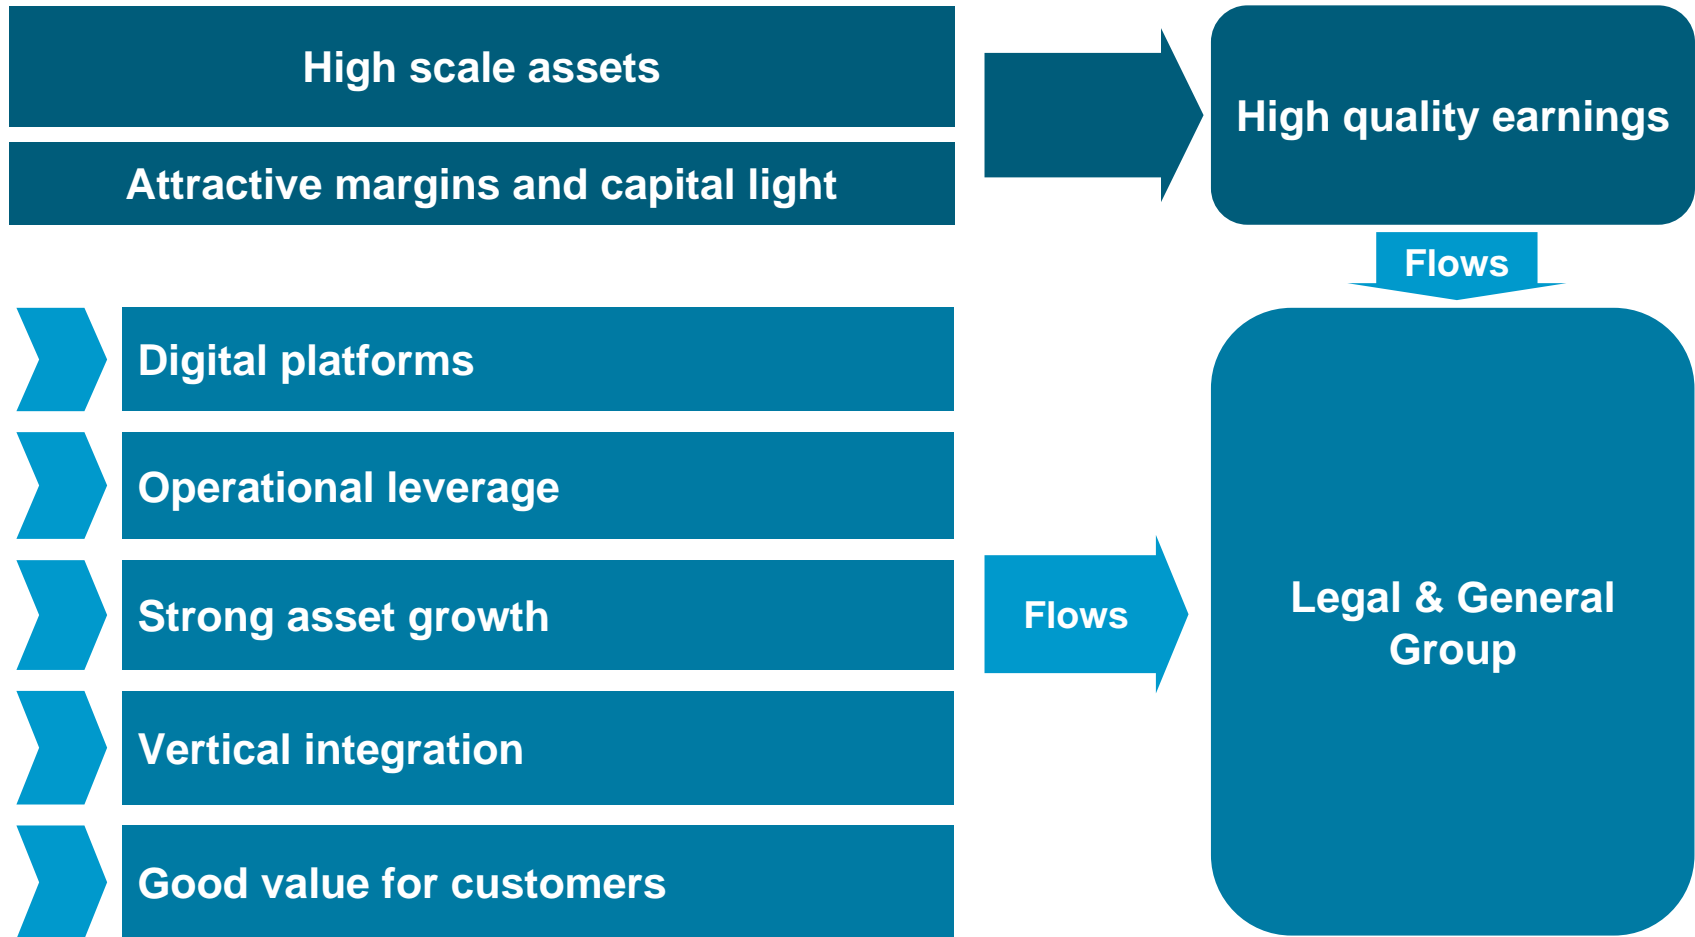 High scale assets
Attractive margins and capital light
High quality earnings
Flows
Digital platforms
Operational leverage
Strong asset growth
Vertical integration
Good value for customers
Flows
Legal & General
Group